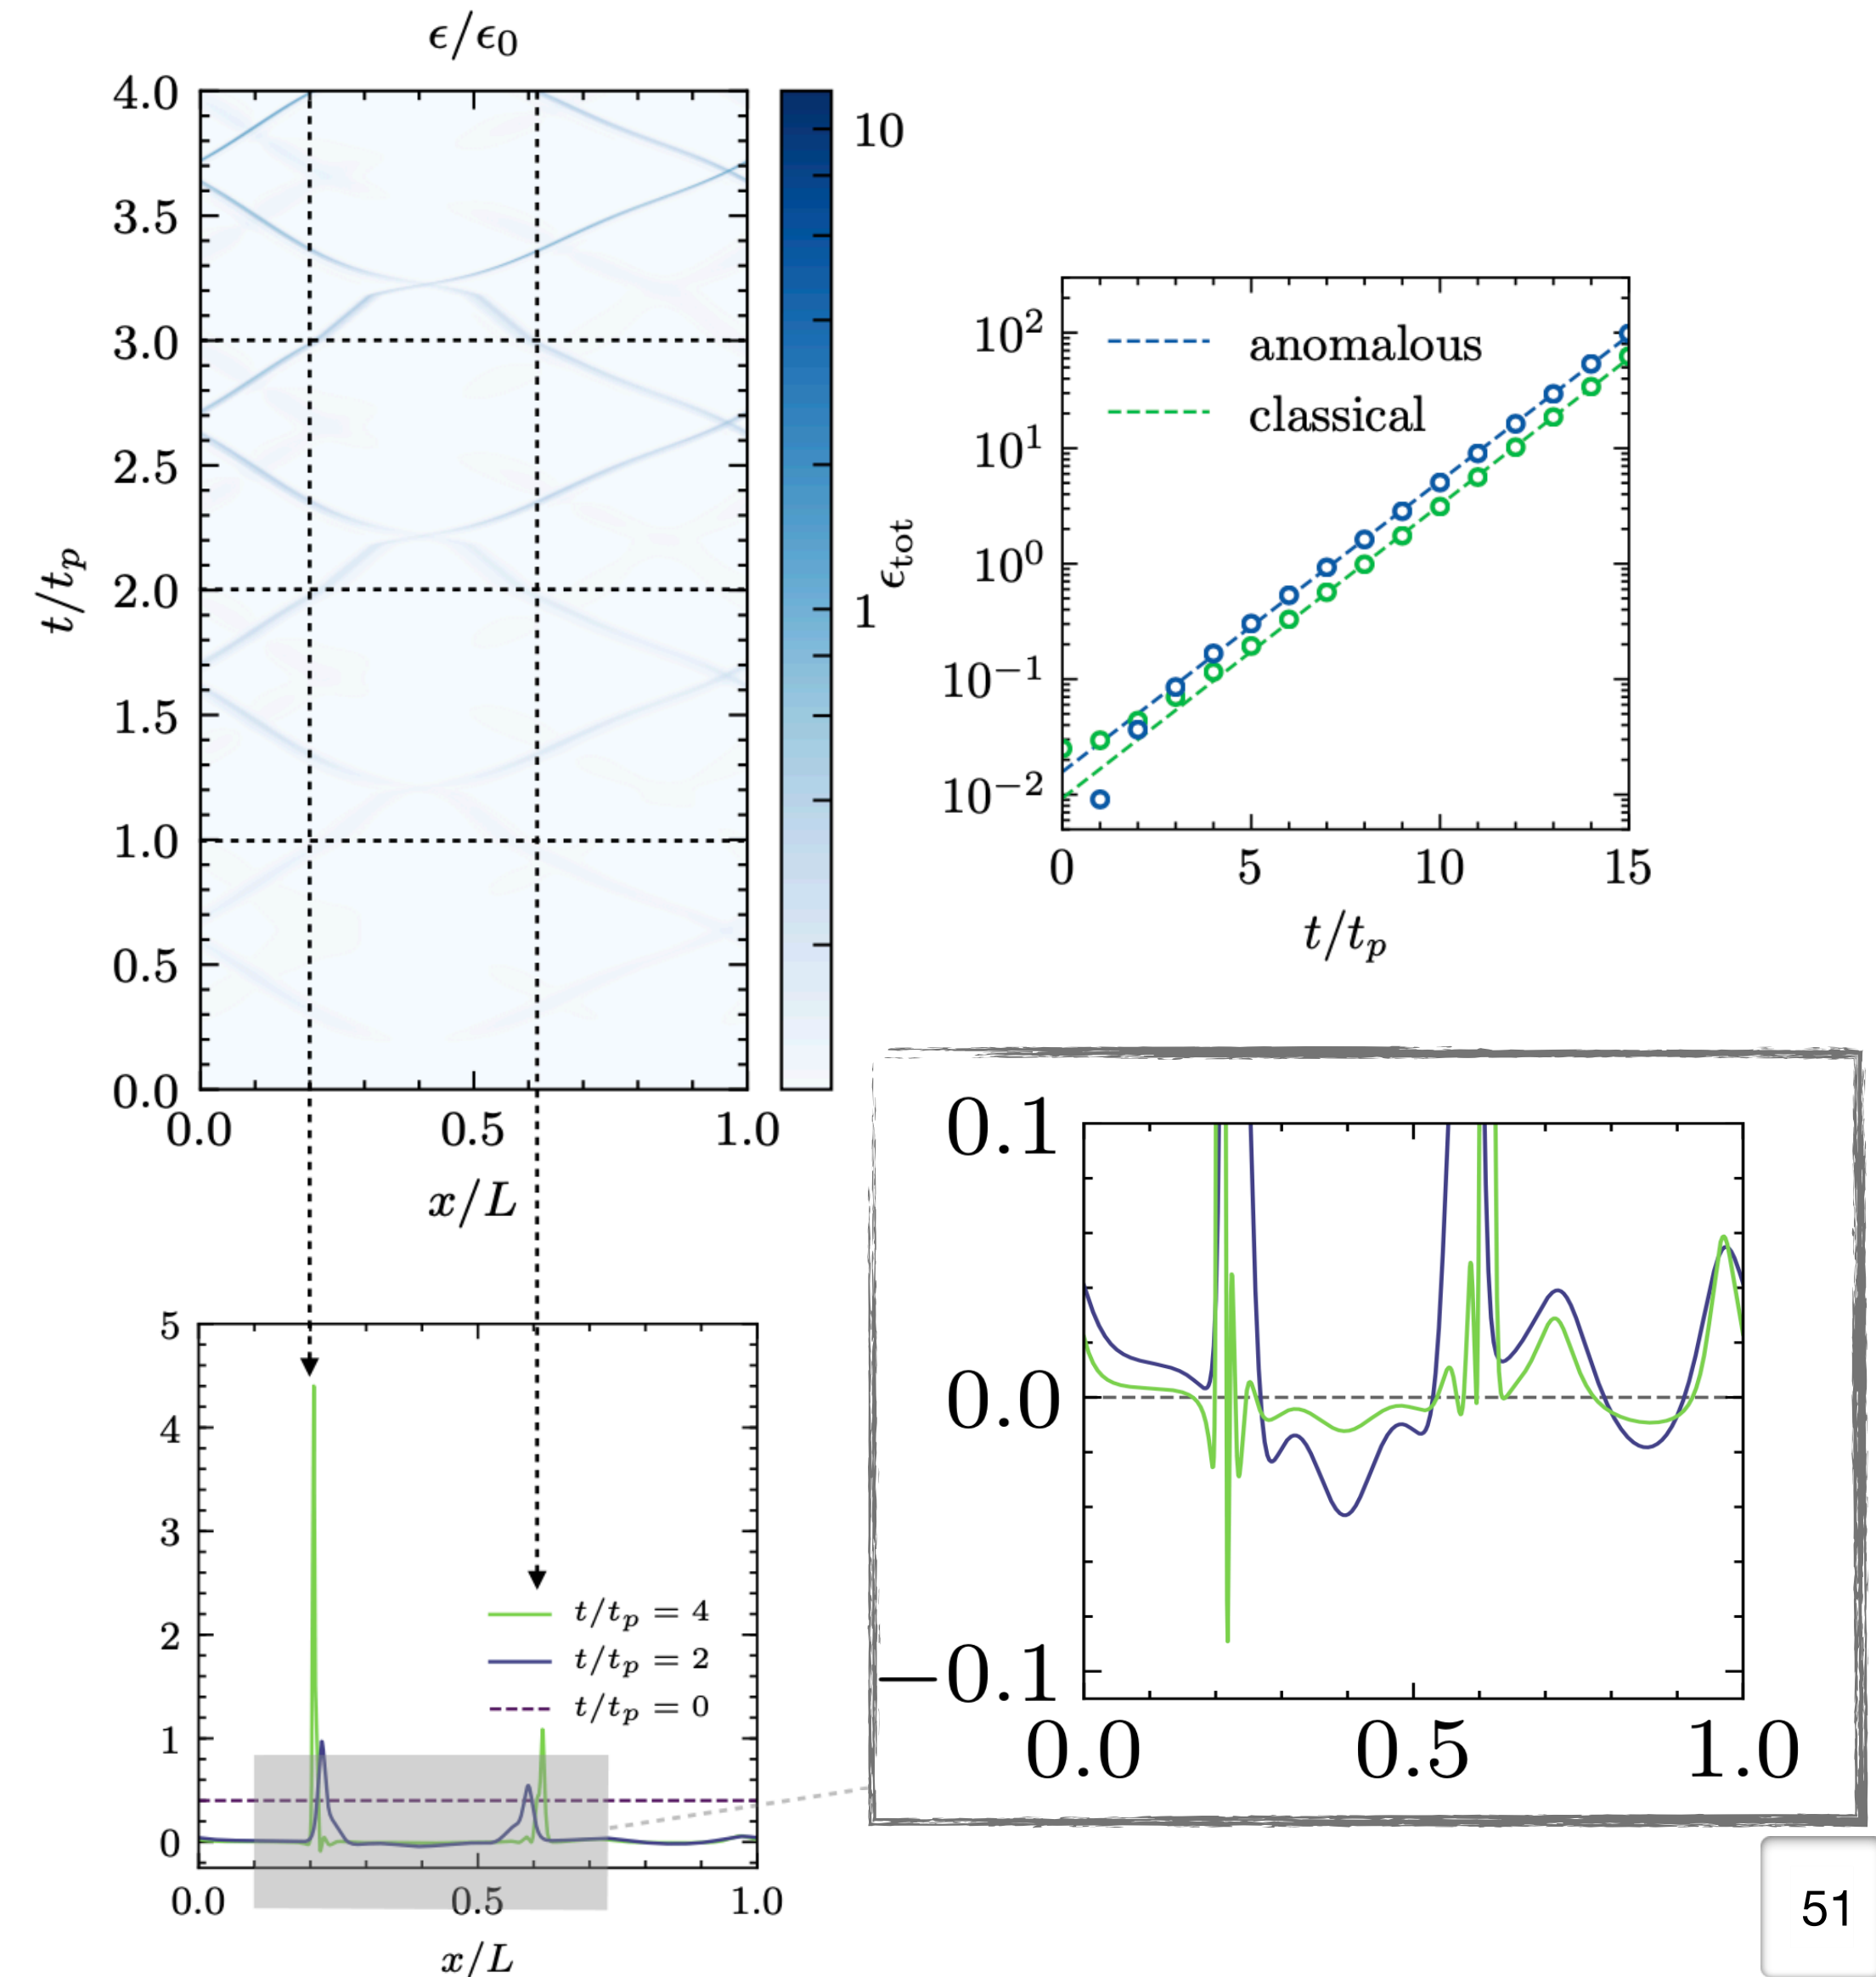 ϵ/ϵ₀
4.0
3.5
3.0
2.5
2.0
1.5
1.0
0.5
0.0
t/tₚ
0.0 0.5 1.0
x/L
10
1
10²
10¹
10⁰
10⁻¹
10⁻²
ϵtot
anomalous
classical
0 5 10 15
t/tₚ
5
4
3
2
1
0
t/tₚ = 4
t/tₚ = 2
t/tₚ = 0
0.0 0.5 1.0
x/L
0.1
0.0
−0.1
0.0 0.5 1.0
51